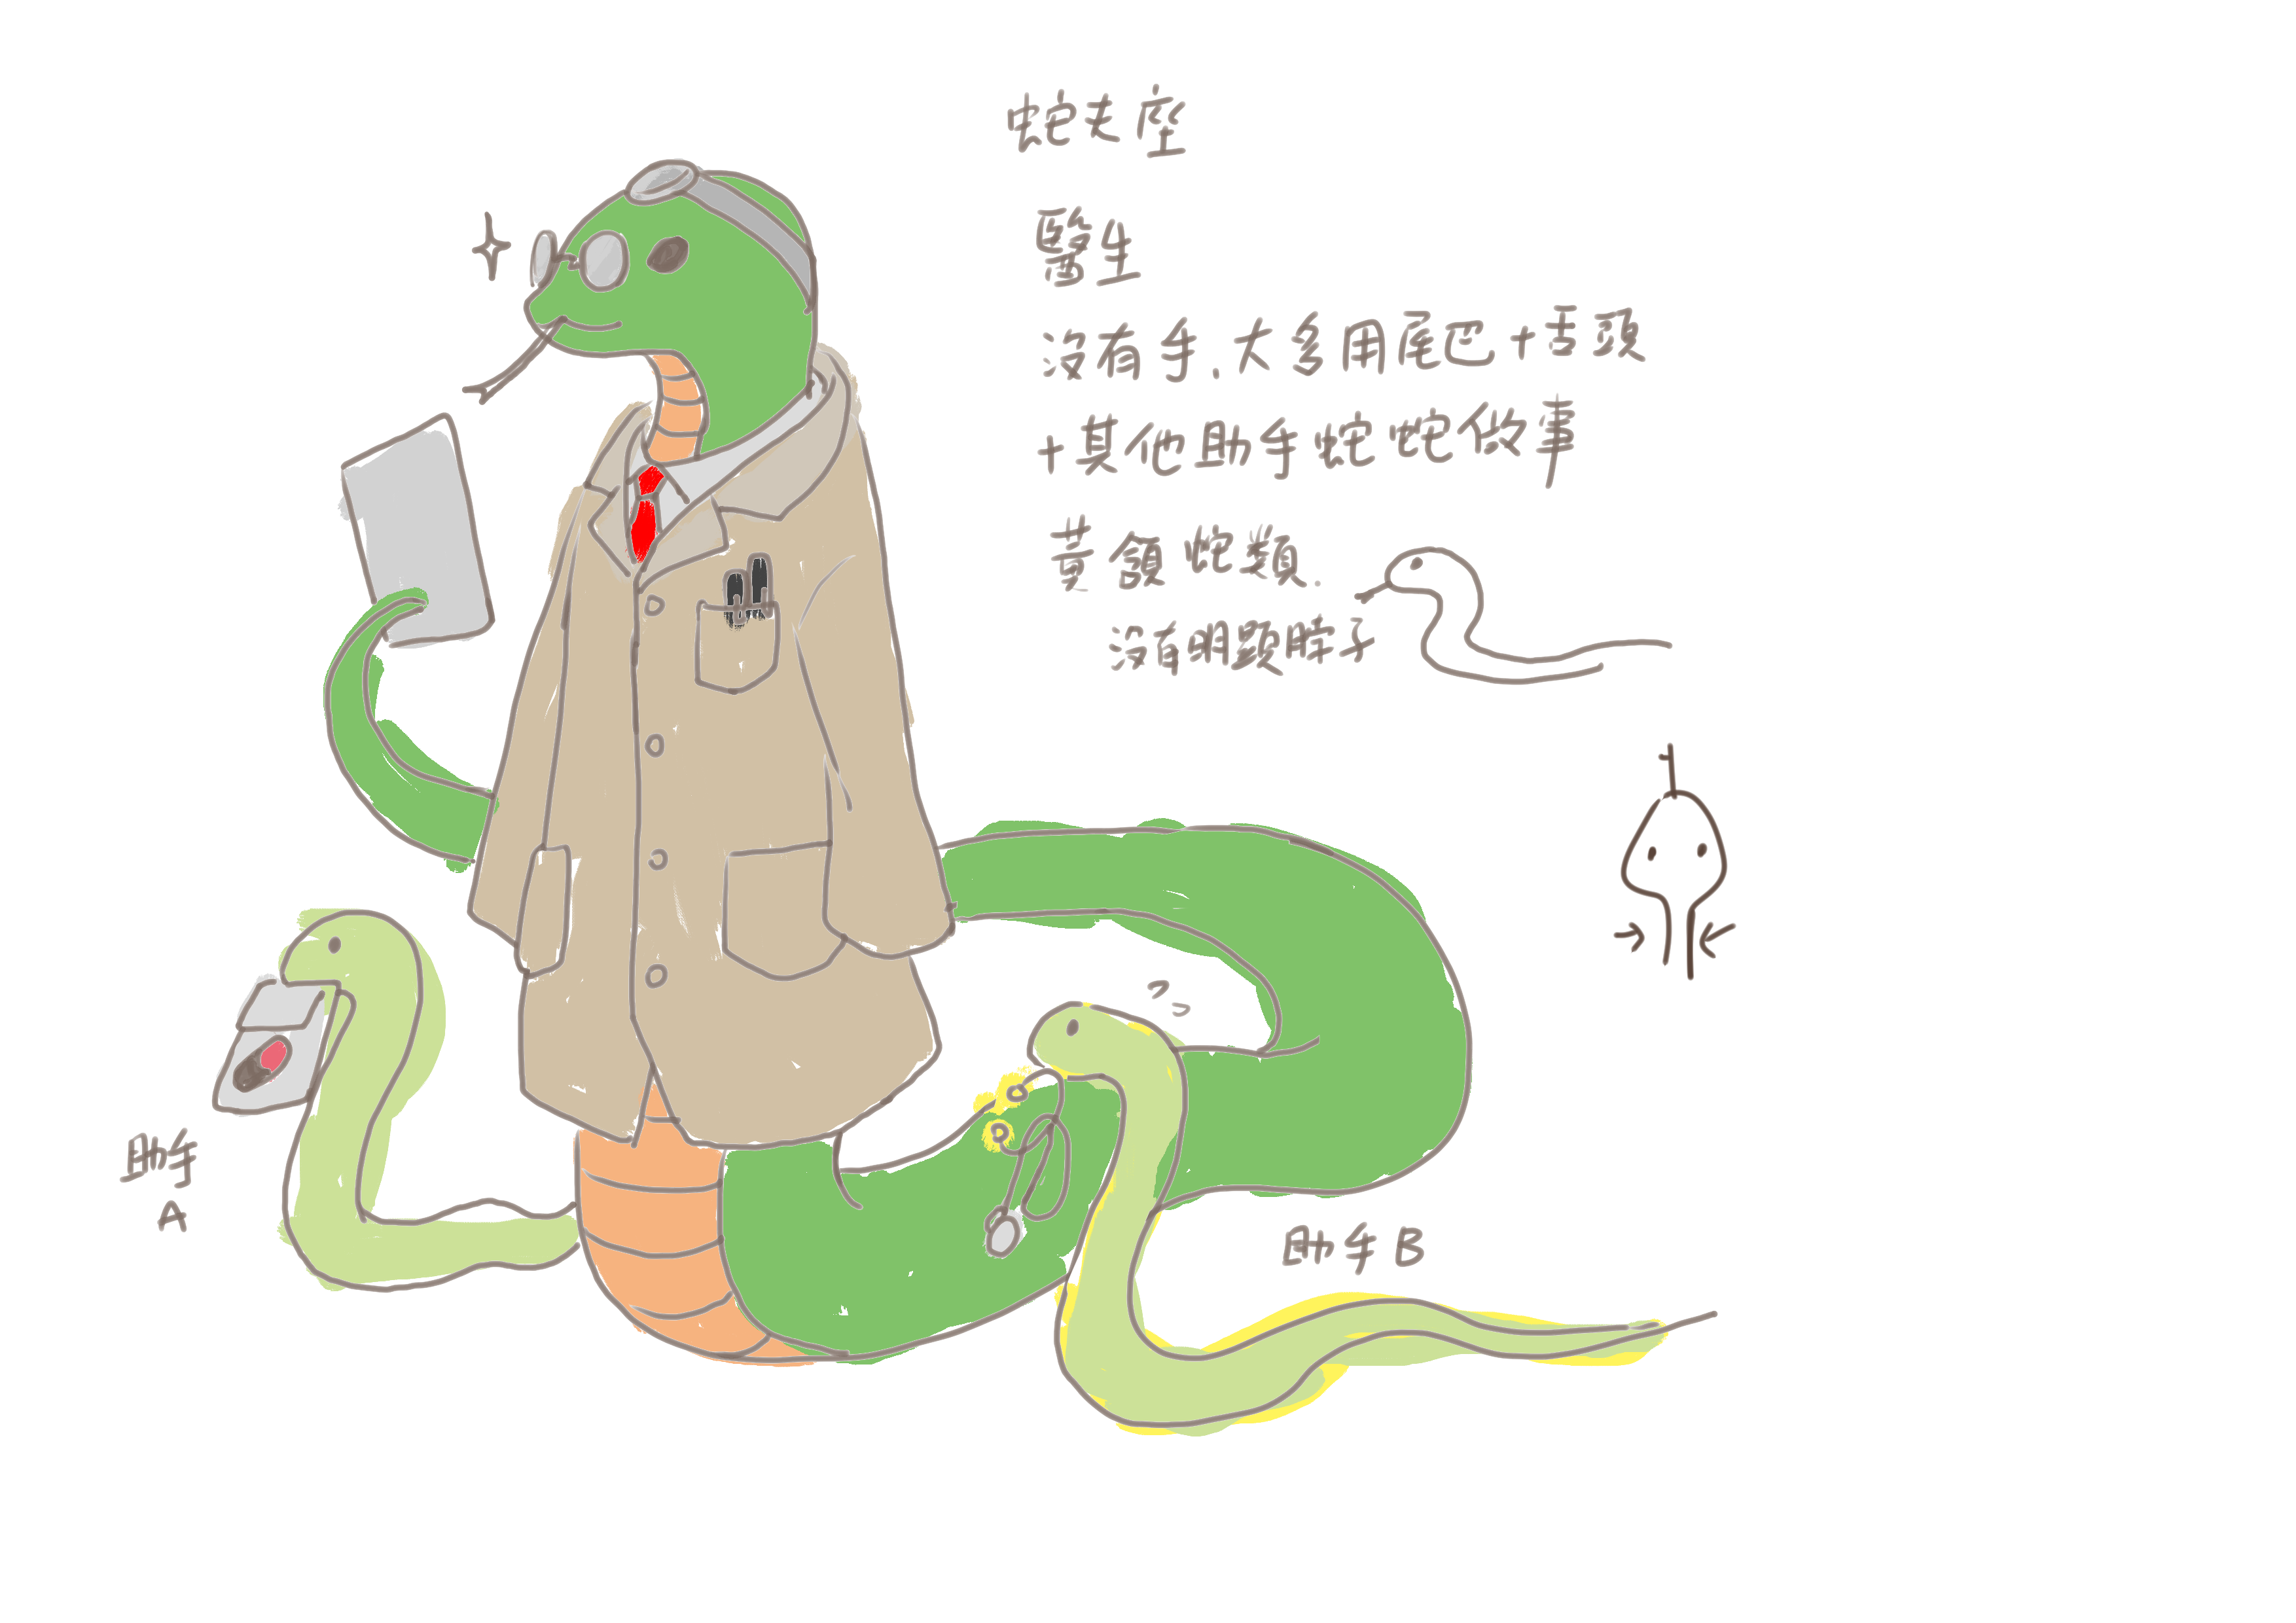 蛇夫座
醫生
沒有手.大多用尾巴+舌頭
+其他助手蛇蛇做事
黃頷蛇類.
沒有明顯脖子
助手
A
助手B